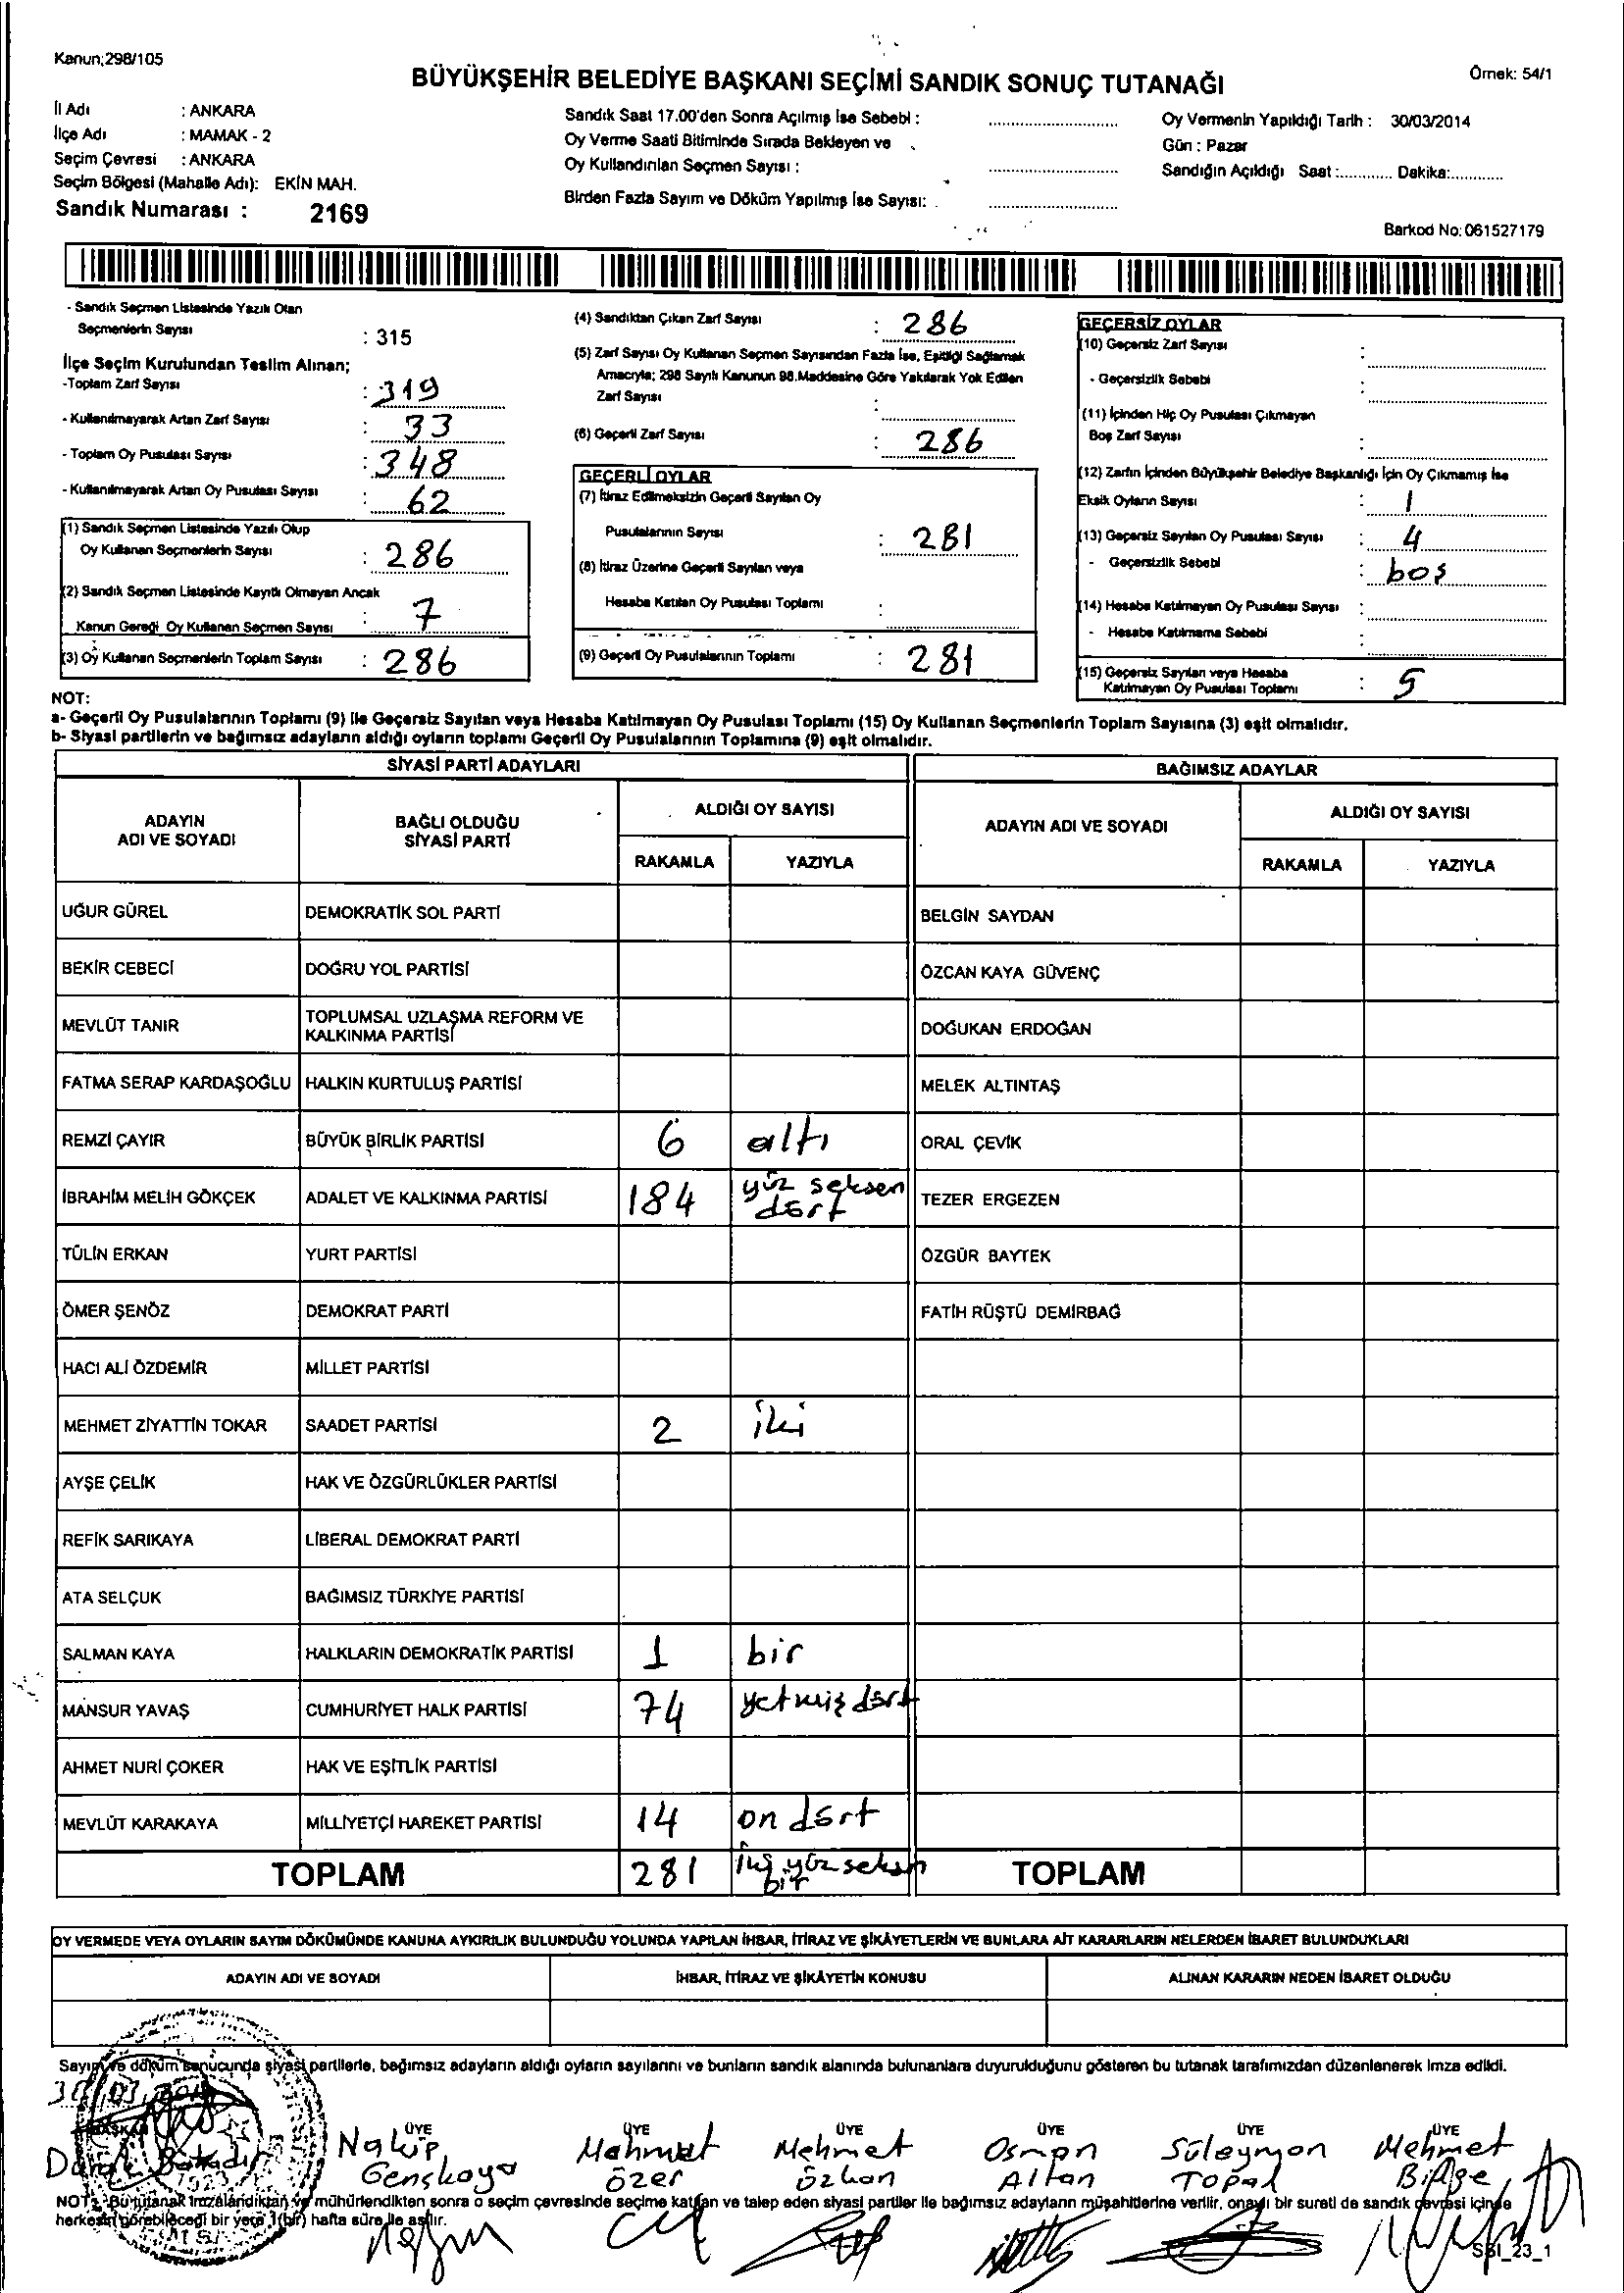 Kanun;298/105
Örnek: 54/1
BÜYÜKŞEHİR BELEDİYE BAŞKANI SEÇİMİ SANDIK SONUÇ TUTANAĞI
İl Adı : ANKARA
İlçe Adı : MAMAK - 2
Seçim Çevresi : ANKARA
Seçim Bölgesi (Mahalle Adı): EKİN MAH.
Sandık Numarası : 2169
Sandık Saat 17.00'den Sonra Açılmış İse Sebebi :
Oy Verme Saati Bitiminde Sırada Bekleyen ve
Oy Kullandırılan Seçmen Sayısı :
Birden Fazla Sayım ve Döküm Yapılmış İse Sayısı:
Oy Vermenin Yapıldığı Tarih : 30/03/2014
Gün : Pazar
Sandığın Açıldığı Saat :............ Dakika:............
Barkod No: 061527179
- Sandık Seçmen Listesinde Yazılı Olan
Seçmenlerin Sayısı : 315
İlçe Seçim Kurulundan Teslim Alınan;
-Toplam Zarf Sayısı : 319
- Kullanılmayarak Artan Zarf Sayısı : 33
- Toplam Oy Pusulası Sayısı : 348
- Kullanılmayarak Artan Oy Pusulası Sayısı : 62
(1) Sandık Seçmen Listesinde Yazılı Olup
Oy Kullanan Seçmenlerin Sayısı : 286
(2) Sandık Seçmen Listesinde Kayıtlı Olmayan Ancak
Kanun Gereği Oy Kullanan Seçmen Sayısı : 7
(3) Oy Kullanan Seçmenlerin Toplam Sayısı : 286
(4) Sandıktan Çıkan Zarf Sayısı : 286
(5) Zarf Sayısı Oy Kullanan Seçmen Sayısından Fazla İse, Eşitliği Sağlamak
Amacıyla; 298 Sayılı Kanunun 98.Maddesine Göre Yakılarak Yok Edilen
Zarf Sayısı :
(6) Geçerli Zarf Sayısı : 286
GEÇERLİ OYLAR
(7) İtiraz Edilmeksizin Geçerli Sayılan Oy
Pusulalarının Sayısı : 281
(8) İtiraz Üzerine Geçerli Sayılan veya
Hesaba Katılan Oy Pusulası Toplamı :
(9) Geçerli Oy Pusulalarının Toplamı : 281
GEÇERSİZ OYLAR
(10) Geçersiz Zarf Sayısı :
- Geçersizlik Sebebi :
(11) İçinden Hiç Oy Pusulası Çıkmayan
Boş Zarf Sayısı :
(12) Zarfın İçinden Büyükşehir Belediye Başkanlığı İçin Oy Çıkmamış İse
Eksik Oyların Sayısı : 1
(13) Geçersiz Sayılan Oy Pusulası Sayısı : 4
- Geçersizlik Sebebi : boş
(14) Hesaba Katılmayan Oy Pusulası Sayısı :
- Hesaba Katılmama Sebebi :
(15) Geçersiz Sayılan veya Hesaba
Katılmayan Oy Pusulası Toplamı : 5
NOT:
a- Geçerli Oy Pusulalarının Toplamı (9) ile Geçersiz Sayılan veya Hesaba Katılmayan Oy Pusulası Toplamı (15) Oy Kullanan Seçmenlerin Toplam Sayısına (3) eşit olmalıdır.
b- Siyasi partilerin ve bağımsız adayların aldığı oyların toplamı Geçerli Oy Pusulalarının Toplamına (9) eşit olmalıdır.
SİYASİ PARTİ ADAYLARI
BAĞIMSIZ ADAYLAR
ADAYIN
ADI VE SOYADI
BAĞLI OLDUĞU
SİYASİ PARTİ
ALDIĞI OY SAYISI
RAKAMLA YAZIYLA
ADAYIN ADI VE SOYADI
ALDIĞI OY SAYISI
RAKAMLA YAZIYLA
UĞUR GÜREL DEMOKRATİK SOL PARTİ BELGİN SAYDAN
BEKİR CEBECİ DOĞRU YOL PARTİSİ ÖZCAN KAYA GÜVENÇ
MEVLÜT TANIR TOPLUMSAL UZLAŞMA REFORM VE
KALKINMA PARTİSİ DOĞUKAN ERDOĞAN
FATMA SERAP KARDAŞOĞLU HALKIN KURTULUŞ PARTİSİ MELEK ALTINTAŞ
REMZİ ÇAYIR BÜYÜK BİRLİK PARTİSİ 6 altı ORAL ÇEVİK
İBRAHİM MELİH GÖKÇEK ADALET VE KALKINMA PARTİSİ 184 yüz seksen
dört TEZER ERGEZEN
TÜLİN ERKAN YURT PARTİSİ ÖZGÜR BAYTEK
ÖMER ŞENÖZ DEMOKRAT PARTİ FATİH RÜŞTÜ DEMİRBAĞ
HACI ALİ ÖZDEMİR MİLLET PARTİSİ
MEHMET ZİYATTİN TOKAR SAADET PARTİSİ 2 iki
AYŞE ÇELİK HAK VE ÖZGÜRLÜKLER PARTİSİ
REFİK SARIKAYA LİBERAL DEMOKRAT PARTİ
ATA SELÇUK BAĞIMSIZ TÜRKİYE PARTİSİ
SALMAN KAYA HALKLARIN DEMOKRATİK PARTİSİ 1 bir
MANSUR YAVAŞ CUMHURİYET HALK PARTİSİ 74 yetmiş dört
AHMET NURİ ÇOKER HAK VE EŞİTLİK PARTİSİ
MEVLÜT KARAKAYA MİLLİYETÇİ HAREKET PARTİSİ 14 on dört
TOPLAM 281 iki yüz seksen
bir TOPLAM
OY VERMEDE VEYA OYLARIN SAYIM DÖKÜMÜNDE KANUNA AYKIRILIK BULUNDUĞU YOLUNDA YAPILAN İHBAR, İTİRAZ VE ŞİKÂYETLERİN VE BUNLARA AİT KARARLARIN NELERDEN İBARET BULUNDUKLARI
ADAYIN ADI VE SOYADI İHBAR, İTİRAZ VE ŞİKÂYETİN KONUSU ALINAN KARARIN NEDEN İBARET OLDUĞU
Sayım ve döküm sonucunda siyasi partilerle, bağımsız adayların aldığı oyların sayılarını ve bunların sandık alanında bulunanlara duyurulduğunu gösteren bu tutanak tarafımızdan düzenlenerek imza edildi.
BAŞKAN ÜYE ÜYE ÜYE ÜYE ÜYE ÜYE
Nakip Mahmut Mehmet Osman Süleyman Mehmet
Gençkaya Özer Özkan Altan Topal Bilge
NOT: Bu tutanak imzalandıktan ve mühürlendikten sonra o seçim çevresinde seçime katılan ve talep eden siyasi partiler ile bağımsız adayların müşahitlerine verilir, onaylı bir sureti de sandık çevresi içinde
herkesin görebileceği bir yere 1(bir) hafta süre ile asılır.
SSI_23_1